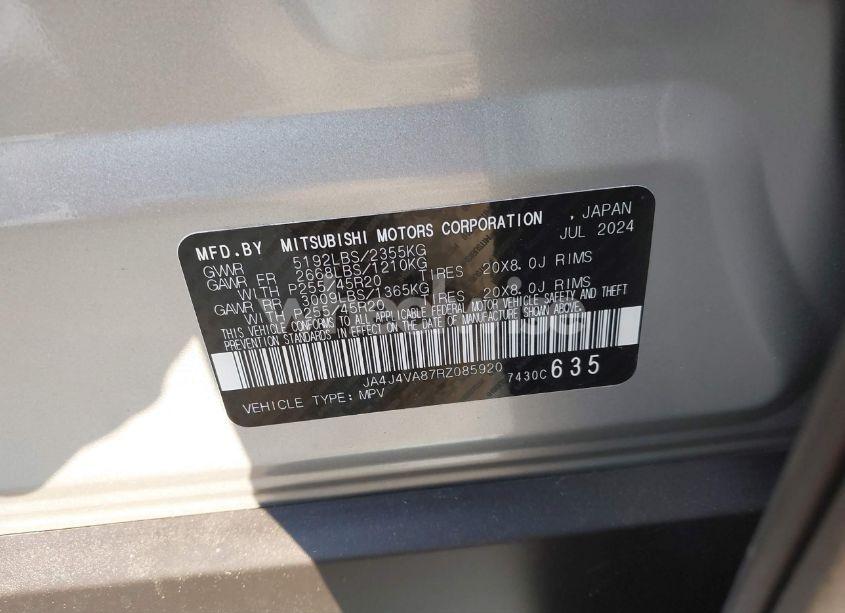 MFD.BY MITSUBISHI MOTORS CORPORATION , JAPAN
GVWR 5192LBS/2355KG JUL 2024
GAWR FR 2668LBS/1210KG
WITH P255/45R20 TIRES 20X8.0J RIMS
GAWR RR 3009LBS/1365KG
WITH P255/45R20 TIRES 20X8.0J RIMS
THIS VEHICLE CONFORMS TO ALL APPLICABLE FEDERAL MOTOR VEHICLE SAFETY AND THEFT
PREVENTION STANDARDS IN EFFECT ON THE DATE OF MANUFACTURE SHOWN ABOVE.
JA4J4VA87RZ085920 7430C 635
VEHICLE TYPE: MPV